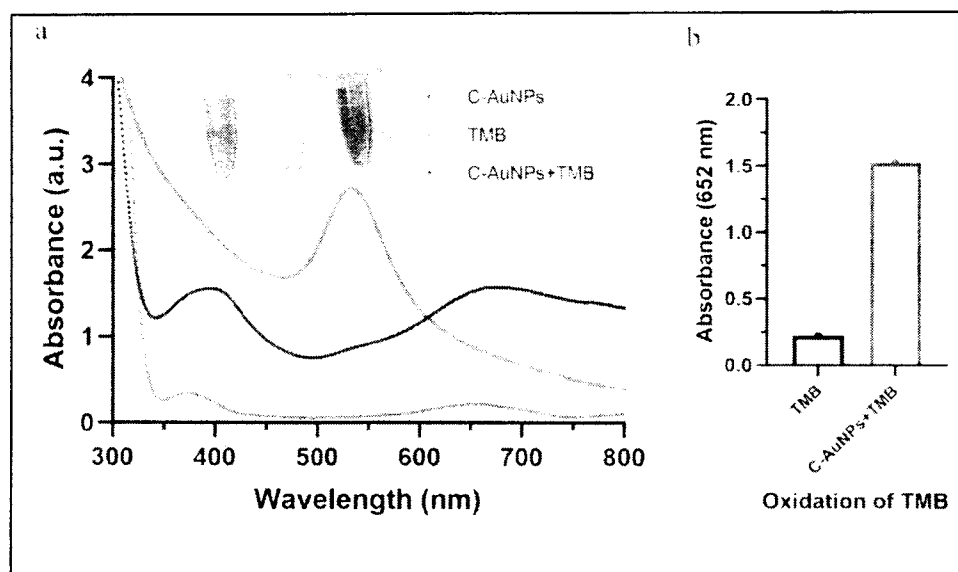 a
4
3
2
1
0
Absorbance (a.u.)
300
400
500
600
700
800
Wavelength (nm)
C-AuNPs
TMB
C-AuNPs+TMB
b
2.0
1.5
1.0
0.5
0.0
Absorbance (652 nm)
TMB
C-AuNPs+TMB
Oxidation of TMB